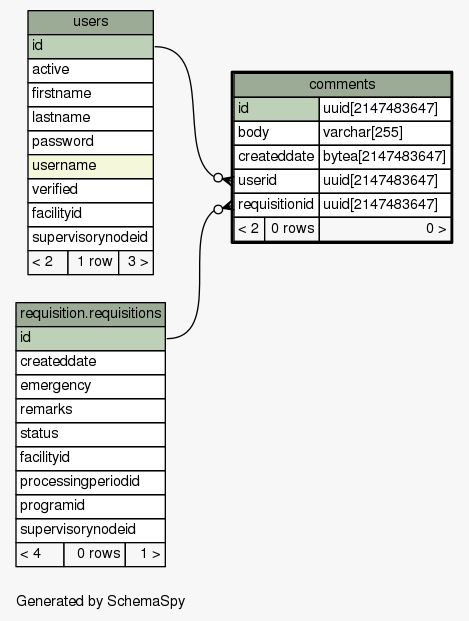 users
id
active
firstname
lastname
password
username
verified
facilityid
supervisorynodeid
< 2 1 row 3 >
comments
id uuid[2147483647]
body varchar[255]
createddate bytea[2147483647]
userid uuid[2147483647]
requisitionid uuid[2147483647]
< 2 0 rows 0 >
requisition.requisitions
id
createddate
emergency
remarks
status
facilityid
processingperiodid
programid
supervisorynodeid
< 4 0 rows 1 >
Generated by SchemaSpy